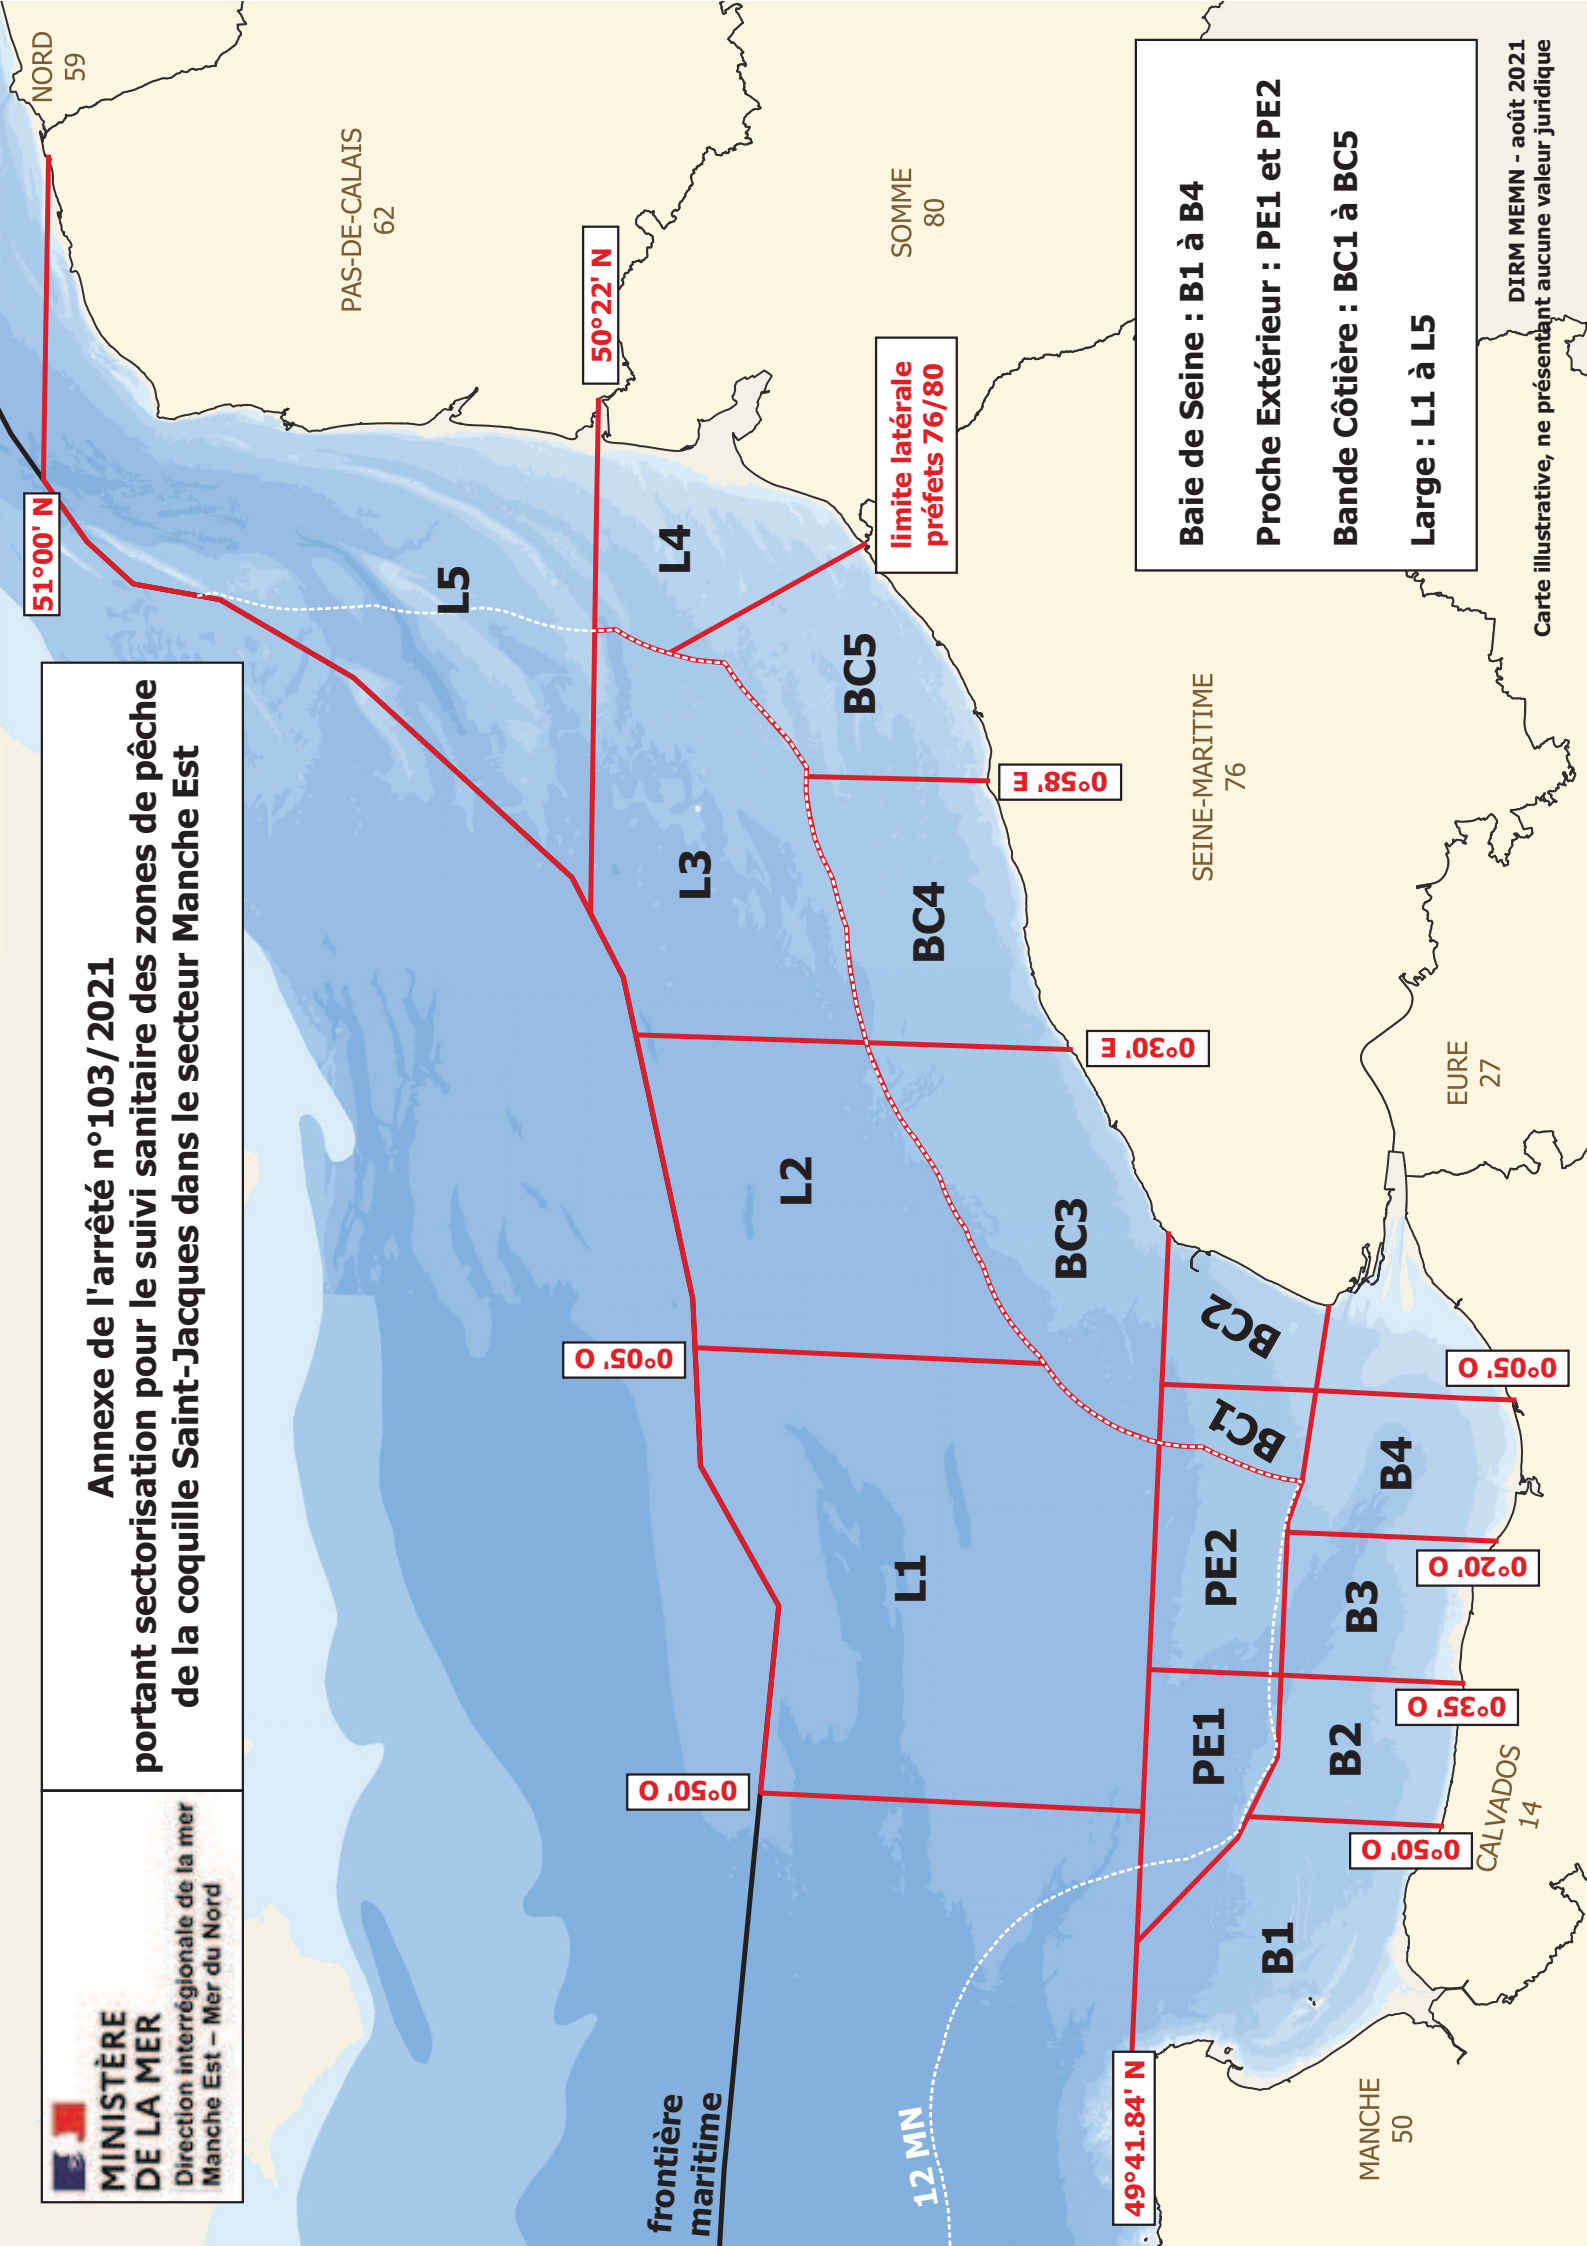 MINISTÈRE
DE LA MER
Direction interrégionale de la mer
Manche Est – Mer du Nord
Annexe de l'arrêté n°103/2021
portant sectorisation pour le suivi sanitaire des zones de pêche
de la coquille Saint-Jacques dans le secteur Manche Est
frontière
maritime
12 MN
51°00' N
50°22' N
49°41.84' N
0°50' O
0°05' O
0°30' E
0°58' E
limite latérale
préfets 76/80
0°50' O
0°35' O
0°20' O
0°05' O
L5
L4
L3
L2
L1
BC5
BC4
BC3
BC2
BC1
PE2
PE1
B1
B2
B3
B4
NORD
59
PAS-DE-CALAIS
62
SOMME
80
SEINE-MARITIME
76
EURE
27
CALVADOS
14
MANCHE
50
Baie de Seine : B1 à B4
Proche Extérieur : PE1 et PE2
Bande Côtière : BC1 à BC5
Large : L1 à L5
DIRM MEMN - août 2021
Carte illustrative, ne présentant aucune valeur juridique